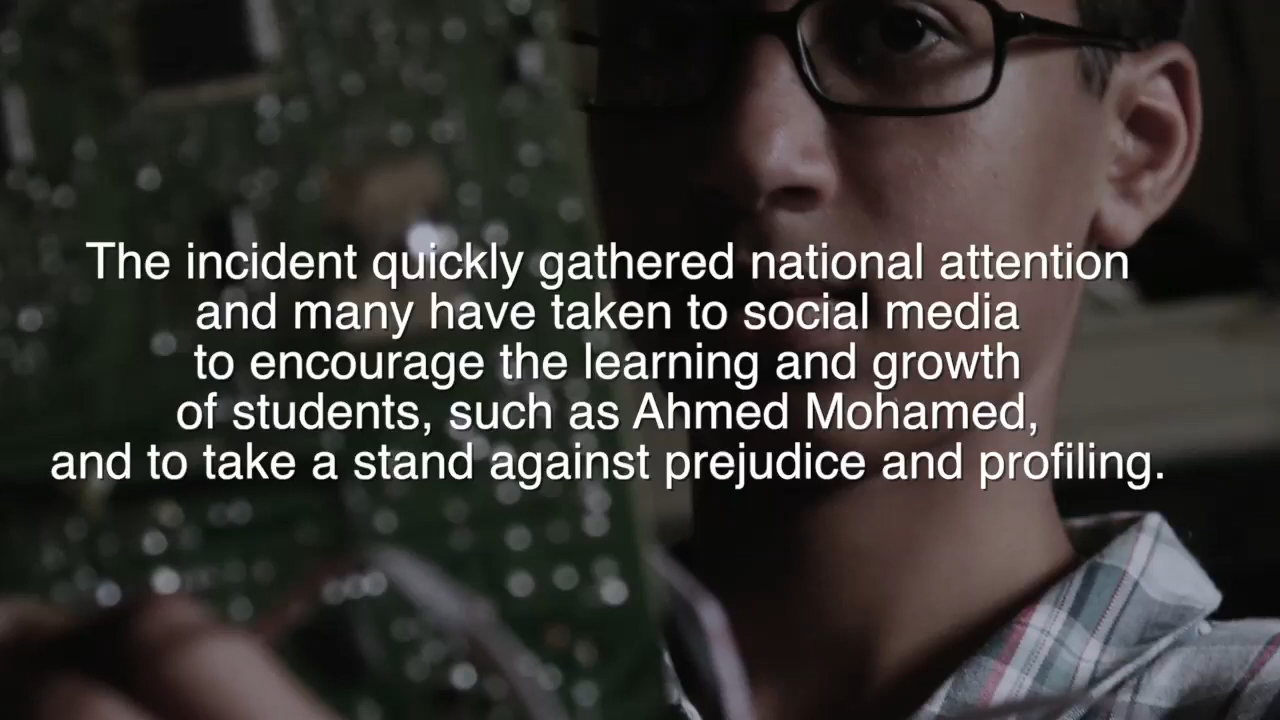 The incident quickly gathered national attention
and many have taken to social media
to encourage the learning and growth
of students, such as Ahmed Mohamed,
and to take a stand against prejudice and profiling.